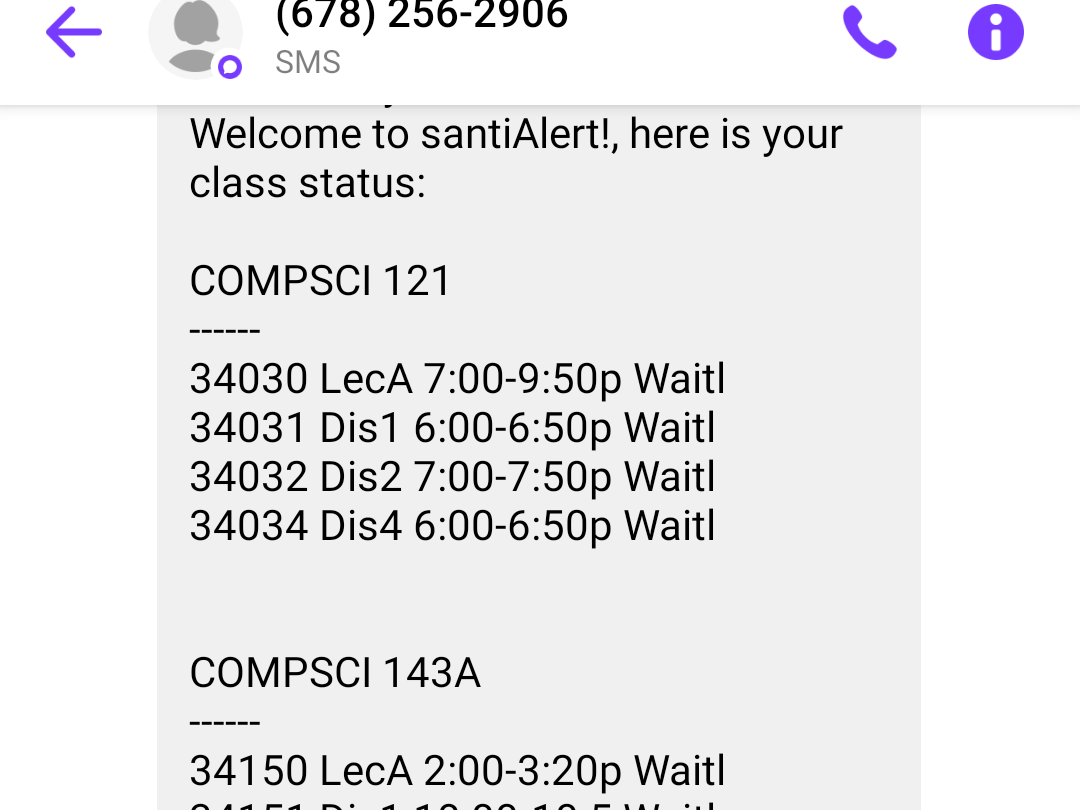 (678) 256-2906
SMS
Welcome to santiAlert!, here is your
class status:
COMPSCI 121
------
34030 LecA 7:00-9:50p Waitl
34031 Dis1 6:00-6:50p Waitl
34032 Dis2 7:00-7:50p Waitl
34034 Dis4 6:00-6:50p Waitl
COMPSCI 143A
------
34150 LecA 2:00-3:20p Waitl